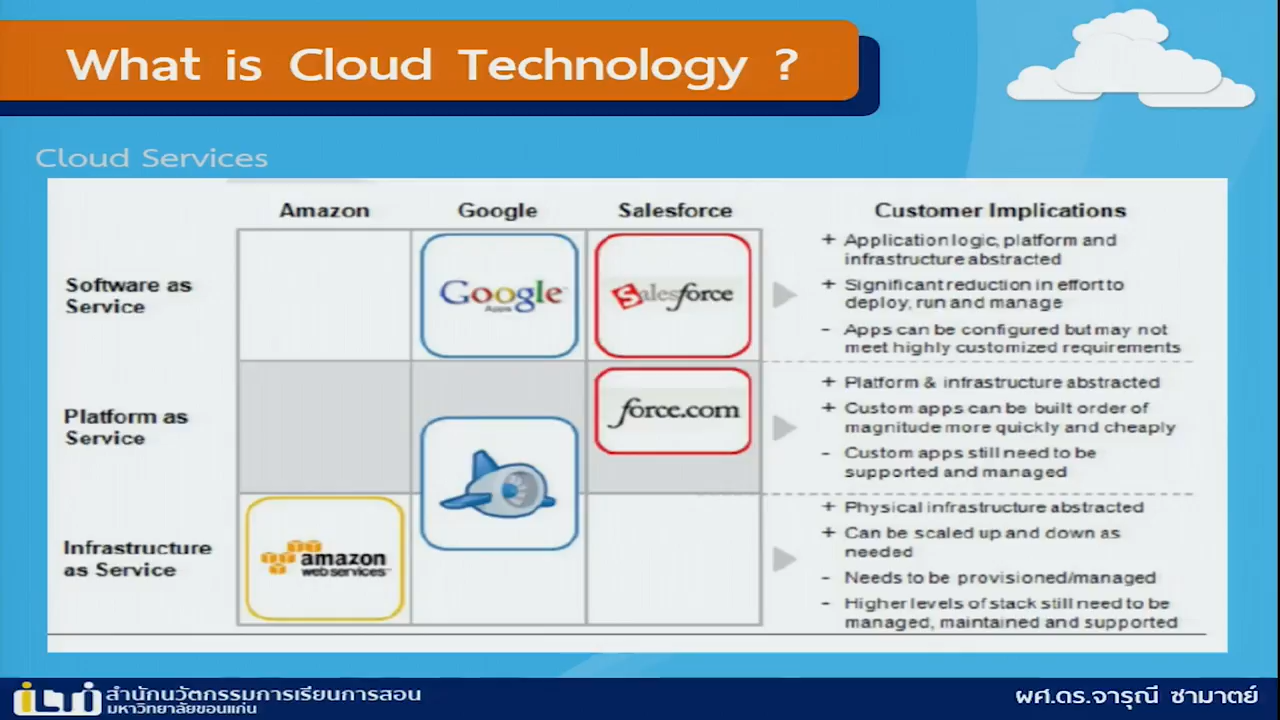 What is Cloud Technology ?
Cloud Services
Amazon Google Salesforce Customer Implications
Software as
Service
Google
Apps
salesforce
+ Application logic, platform and
infrastructure abstracted
+ Significant reduction in effort to
deploy, run and manage
- Apps can be configured but may not
meet highly customized requirements
Platform as
Service
force.com
+ Platform & infrastructure abstracted
+ Custom apps can be built order of
magnitude more quickly and cheaply
- Custom apps still need to be
supported and managed
Infrastructure
as Service
amazon
webservices
+ Physical infrastructure abstracted
+ Can be scaled up and down as
needed
- Needs to be provisioned/managed
- Higher levels of stack still need to be
managed, maintained and supported
สำนักนวัตกรรมการเรียนการสอน
มหาวิทยาลัยขอนแก่น
ผศ.ดร.จารุณี ซามาตย์